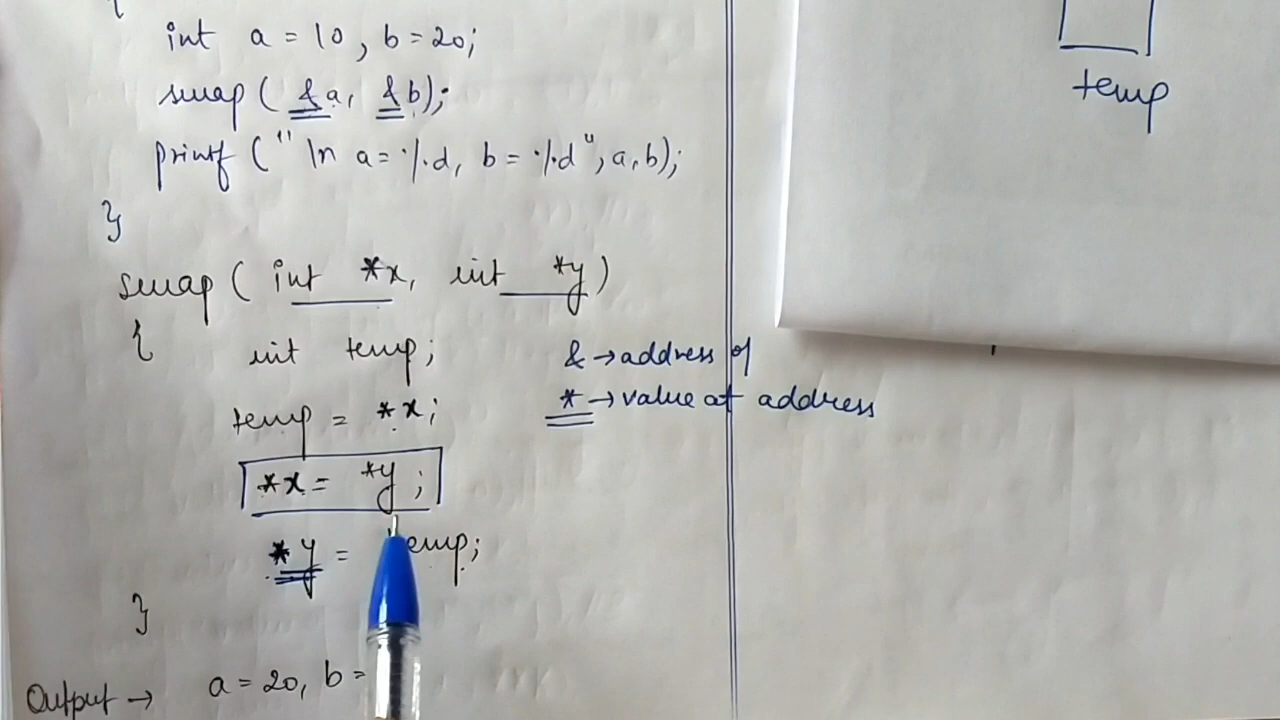 {
int a = 10, b = 20;
swap( &a, &b);
printf ("\n a = %d, b = %d", a, b);
}
swap( int *x, int *y)
{ int temp;
temp = *x;
*x = *y;
*y = temp;
}
Output → a = 20, b =
& → address of
* → value at address
temp